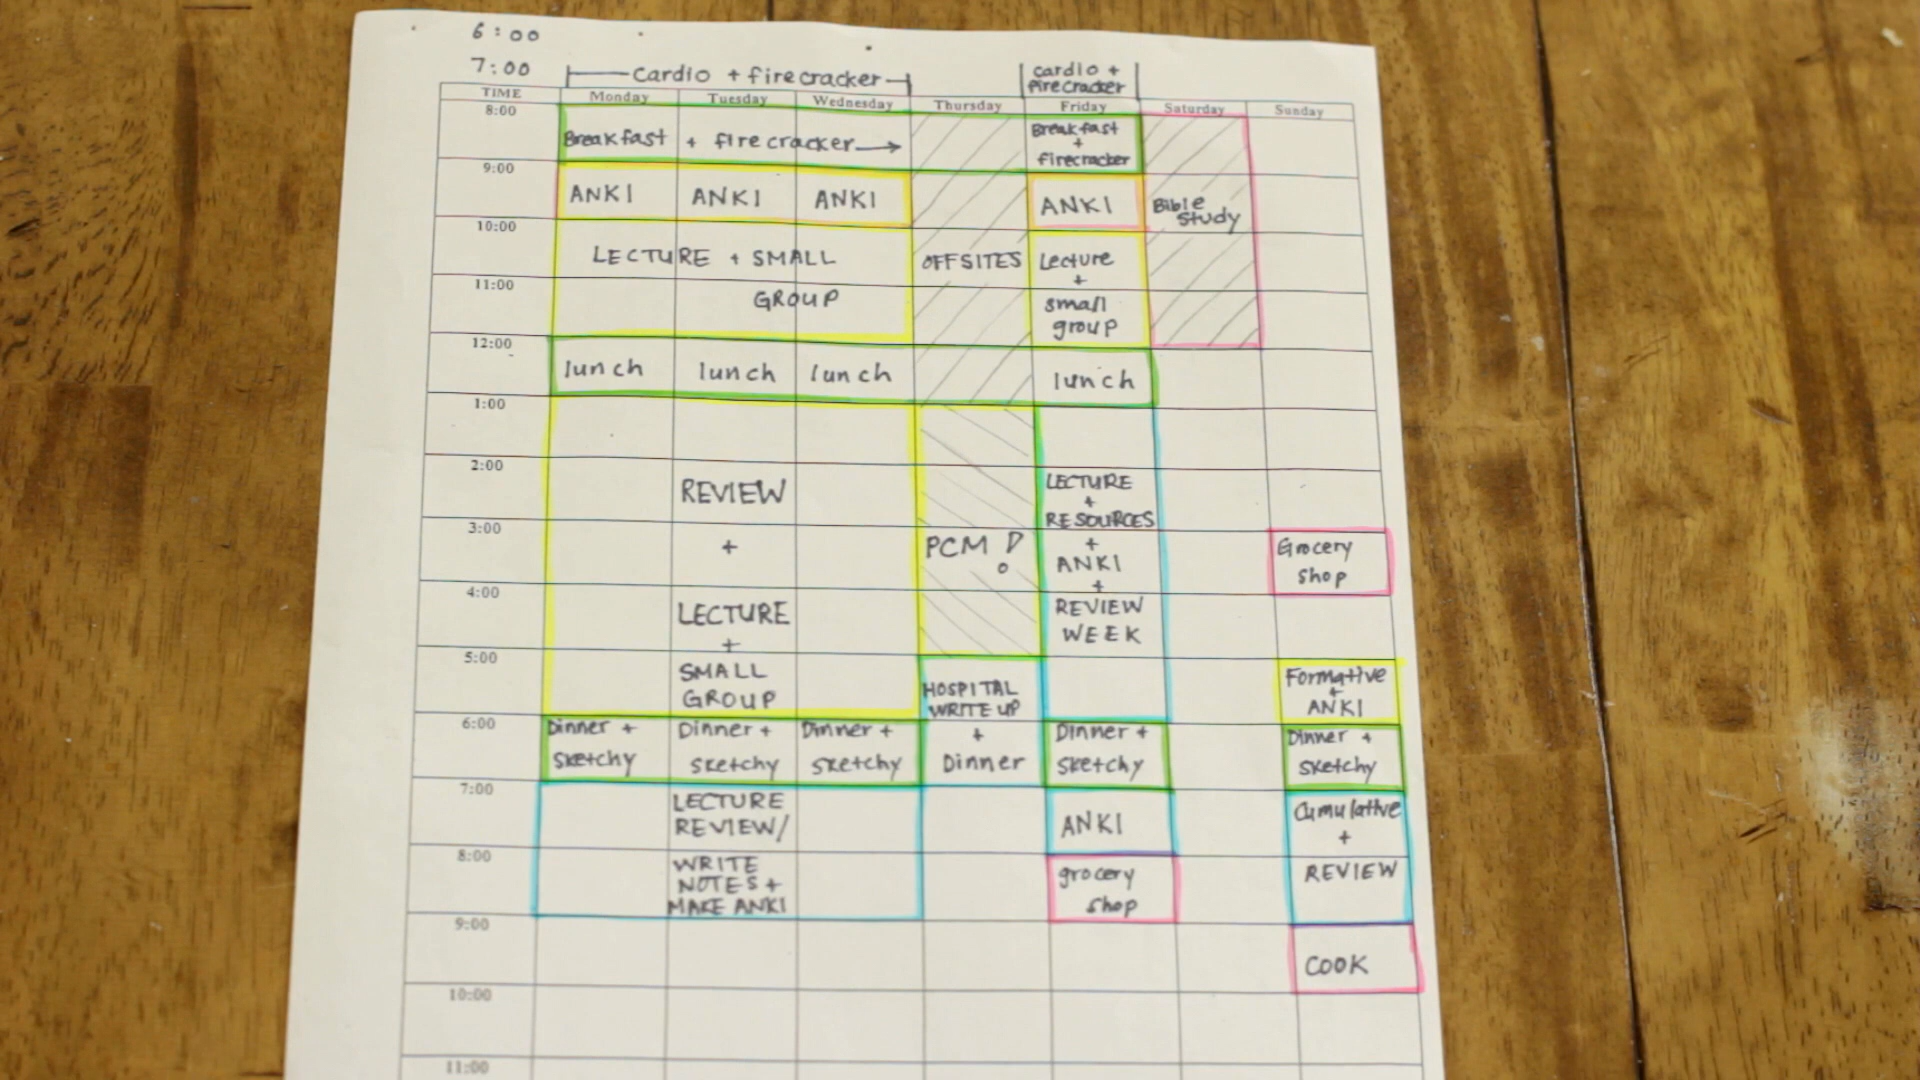 6:00
7:00
Cardio + firecracker
cardio +
firecracker
TIME Monday Tuesday Wednesday Thursday Friday Saturday Sunday
8:00
Breakfast + firecracker
Breakfast
+
firecracker
9:00
ANKI ANKI ANKI
ANKI
Bible
Study
10:00
LECTURE + SMALL
GROUP
OFFSITES
Lecture
+
small
group
11:00
12:00
lunch lunch lunch lunch
1:00
2:00
REVIEW
+
LECTURE
+
SMALL
GROUP
3:00
PCM !
LECTURE
+
RESOURCES
+
ANKI
+
REVIEW
WEEK
Grocery
shop
4:00
5:00
HOSPITAL
WRITE UP
+
Dinner
Formative
+
ANKI
6:00
Dinner + Dinner + Dinner + Dinner + Dinner +
sketchy sketchy sketchy sketchy sketchy
7:00
LECTURE
REVIEW/
WRITE
NOTES +
MAKE ANKI
ANKI
Cumulative
+
REVIEW
8:00
grocery
shop
9:00
COOK
10:00
11:00